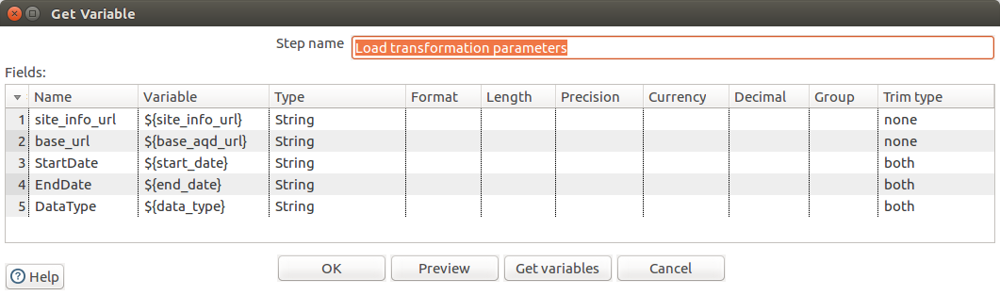 Get Variable
Step name Load transformation parameters
Fields:
Name Variable Type Format Length Precision Currency Decimal Group Trim type
1 site_info_url ${site_info_url} String none
2 base_url ${base_aqd_url} String none
3 StartDate ${start_date} String both
4 EndDate ${end_date} String both
5 DataType ${data_type} String both
Help OK Preview Get variables Cancel